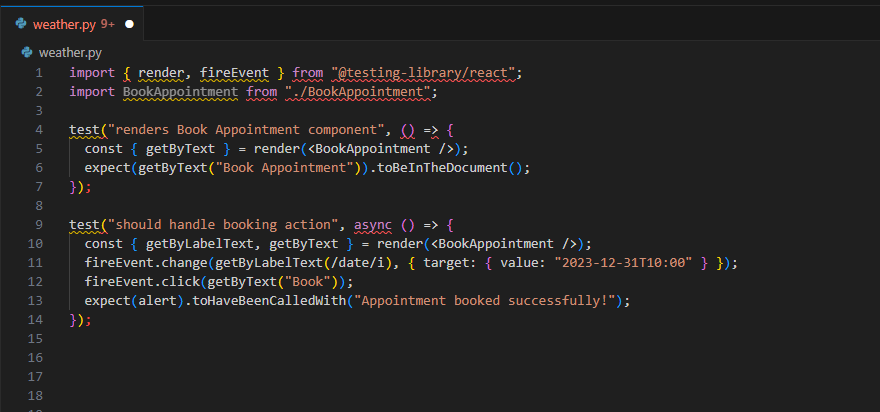 weather.py 9+
weather.py
1 import { render, fireEvent } from "@testing-library/react";
2 import BookAppointment from "./BookAppointment";
3
4 test("renders Book Appointment component", () => {
5   const { getByText } = render(<BookAppointment />);
6   expect(getByText("Book Appointment")).toBeInTheDocument();
7 });
8
9 test("should handle booking action", async () => {
10   const { getByLabelText, getByText } = render(<BookAppointment />);
11   fireEvent.change(getByLabelText(/date/i), { target: { value: "2023-12-31T10:00" } });
12   fireEvent.click(getByText("Book"));
13   expect(alert).toHaveBeenCalledWith("Appointment booked successfully!");
14 });
15
16
17
18